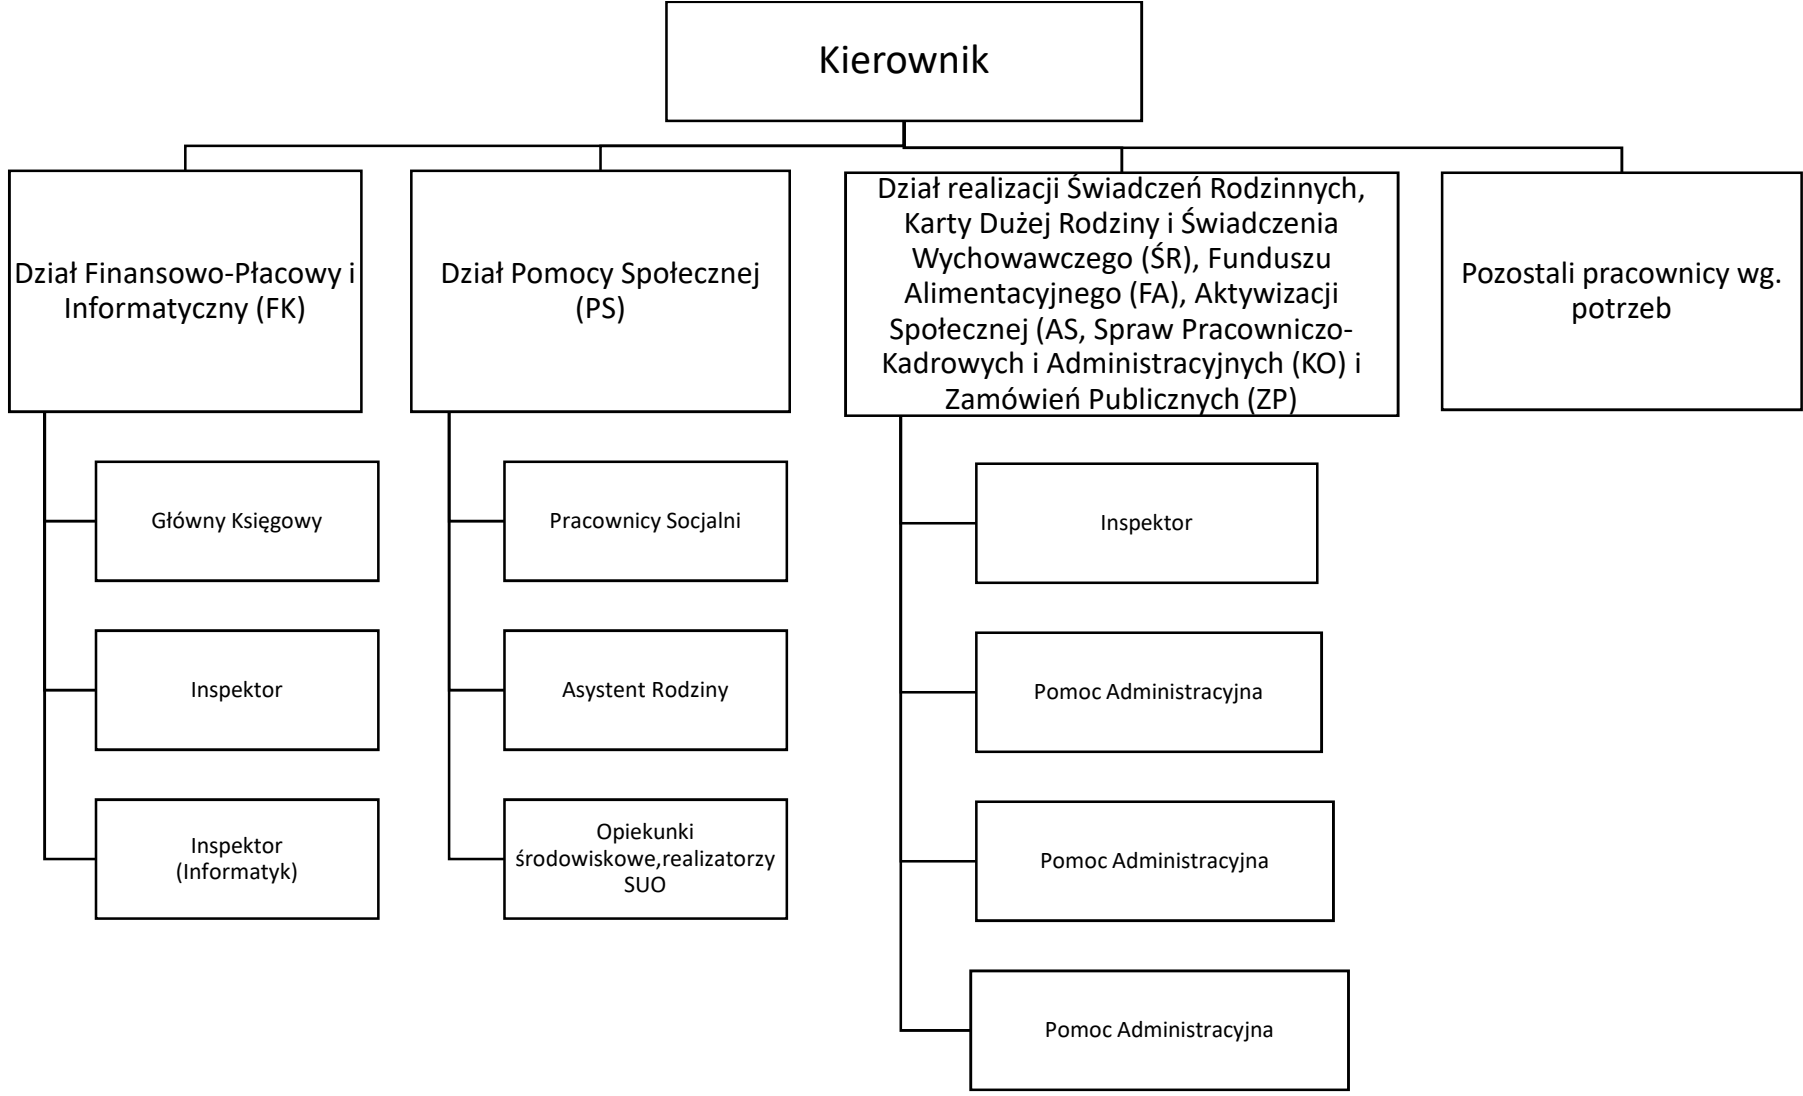 Kierownik
Dział Finansowo-Płacowy i
Informatyczny (FK)
Dział Pomocy Społecznej
(PS)
Dział realizacji Świadczeń Rodzinnych,
Karty Dużej Rodziny i Świadczenia
Wychowawczego (ŚR), Funduszu
Alimentacyjnego (FA), Aktywizacji
Społecznej (AS, Spraw Pracowniczo-
Kadrowych i Administracyjnych (KO) i
Zamówień Publicznych (ZP)
Pozostali pracownicy wg.
potrzeb
Główny Księgowy
Inspektor
Inspektor
(Informatyk)
Pracownicy Socjalni
Asystent Rodziny
Opiekunki
środowiskowe,realizatorzy
SUO
Inspektor
Pomoc Administracyjna
Pomoc Administracyjna
Pomoc Administracyjna